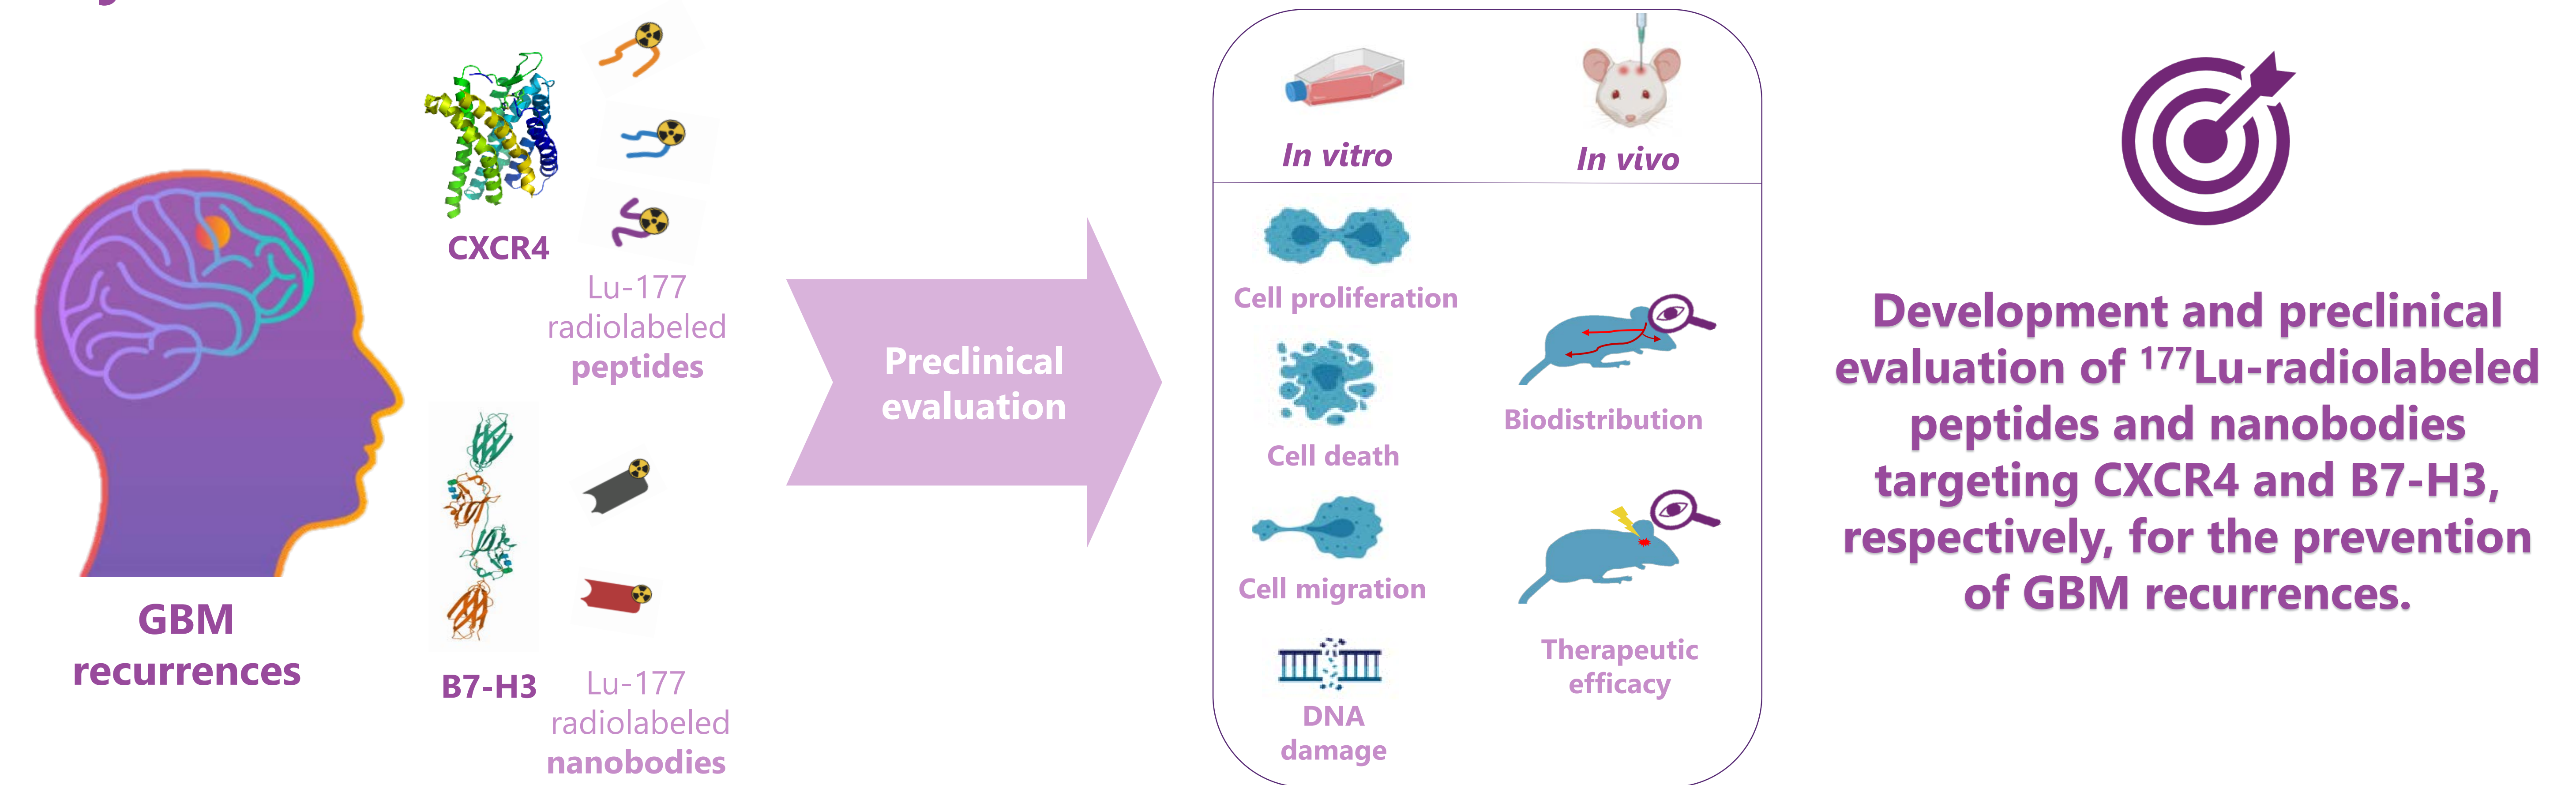 GBM
recurrences
CXCR4
Lu-177
radiolabeled
peptides
B7-H3
Lu-177
radiolabeled
nanobodies
Preclinical
evaluation
In vitro
In vivo
Cell proliferation
Cell death
Cell migration
DNA
damage
Biodistribution
Therapeutic
efficacy
Development and preclinical
evaluation of ¹⁷⁷Lu-radiolabeled
peptides and nanobodies
targeting CXCR4 and B7-H3,
respectively, for the prevention
of GBM recurrences.